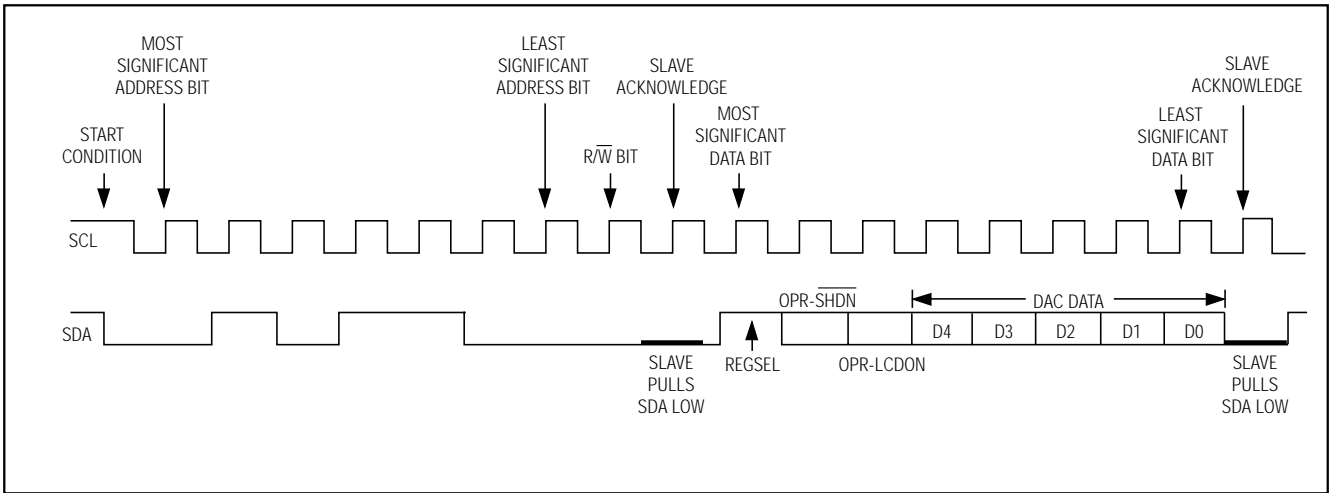 MOST
SIGNIFICANT
ADDRESS BIT
LEAST
SIGNIFICANT
ADDRESS BIT
SLAVE
ACKNOWLEDGE
SLAVE
ACKNOWLEDGE
START
CONDITION
R/W̅ BIT
MOST
SIGNIFICANT
DATA BIT
LEAST
SIGNIFICANT
DATA BIT
SCL
OPR-S̅H̅D̅N̅
DAC DATA
SDA
D4 D3 D2 D1 D0
SLAVE
PULLS
SDA LOW
REGSEL
OPR-LCDON
SLAVE
PULLS
SDA LOW